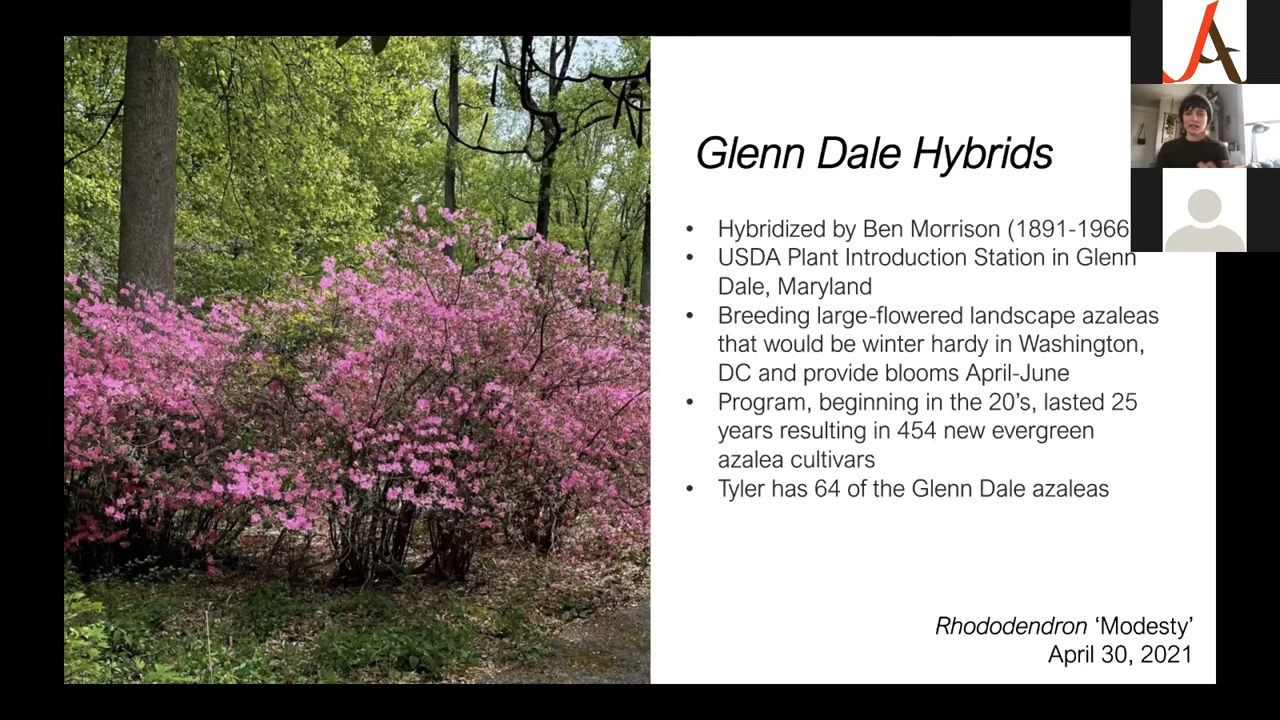 Glenn Dale Hybrids
• Hybridized by Ben Morrison (1891-1966
• USDA Plant Introduction Station in Glenn
Dale, Maryland
• Breeding large-flowered landscape azaleas
that would be winter hardy in Washington,
DC and provide blooms April-June
• Program, beginning in the 20's, lasted 25
years resulting in 454 new evergreen
azalea cultivars
• Tyler has 64 of the Glenn Dale azaleas
Rhododendron ‘Modesty’
April 30, 2021